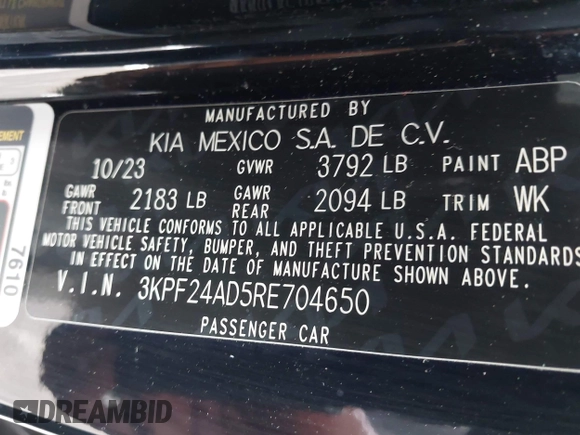 MANUFACTURED BY
KIA MEXICO S.A. DE C.V.
10/23 GVWR 3792 LB PAINT ABP
GAWR FRONT 2183 LB GAWR REAR 2094 LB TRIM WK
THIS VEHICLE CONFORMS TO ALL APPLICABLE U.S.A. FEDERAL
MOTOR VEHICLE SAFETY, BUMPER, AND THEFT PREVENTION STANDARDS
IN EFFECT ON THE DATE OF MANUFACTURE SHOWN ABOVE.
V.I.N. 3KPF24AD5RE704650
PASSENGER CAR
7610
DREAMBID